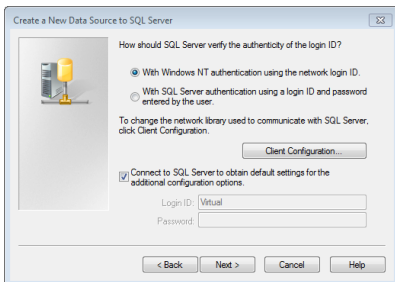 Create a New Data Source to SQL Server
How should SQL Server verify the authenticity of the login ID?
With Windows NT authentication using the network login ID.
With SQL Server authentication using a login ID and password
entered by the user.
To change the network library used to communicate with SQL Server,
click Client Configuration.
Client Configuration...
Connect to SQL Server to obtain default settings for the
additional configuration options.
Login ID: Virtual
Password:
< Back Next > Cancel Help